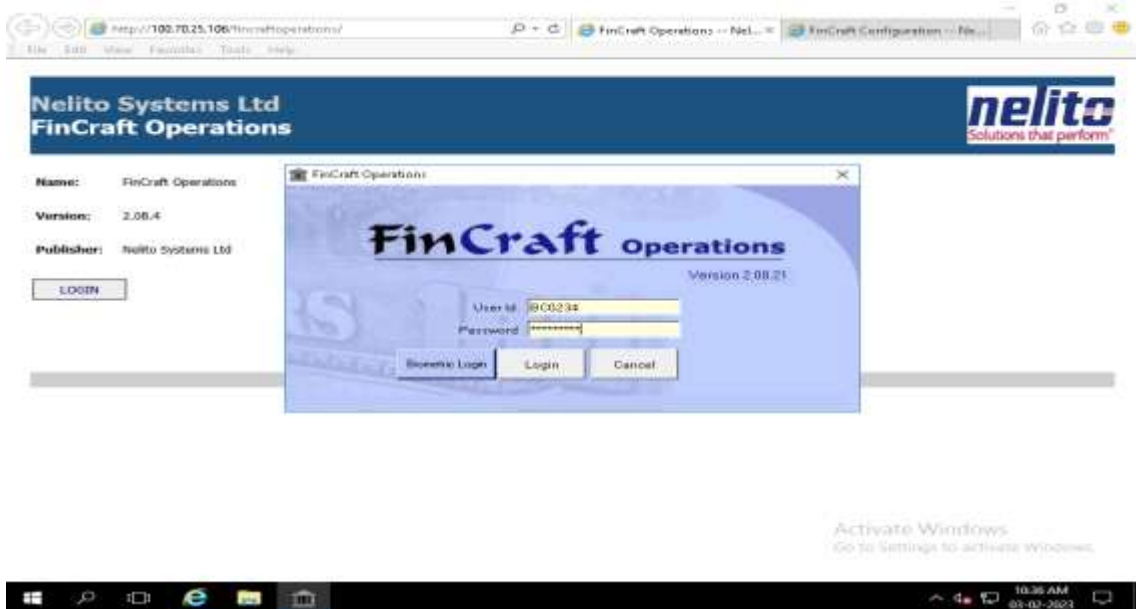 http://100.70.25.106/fincraftoperations/
FinCraft Operations -- Nel...
FinCraft Configuration -- Ne...
File Edit View Favorites Tools Help
Nelito Systems Ltd
FinCraft Operations
nelito
Solutions that perform
Name: FinCraft Operations
Version: 2.08.4
Publisher: Nelito Systems Ltd
LOGIN
FinCraft Operations
FinCraft Operations
Version 2.08.21
User Id
Password *********
Biometric Login Login Cancel
Activate Windows
Go to Settings to activate Windows.
10:36 AM
03-02-2023